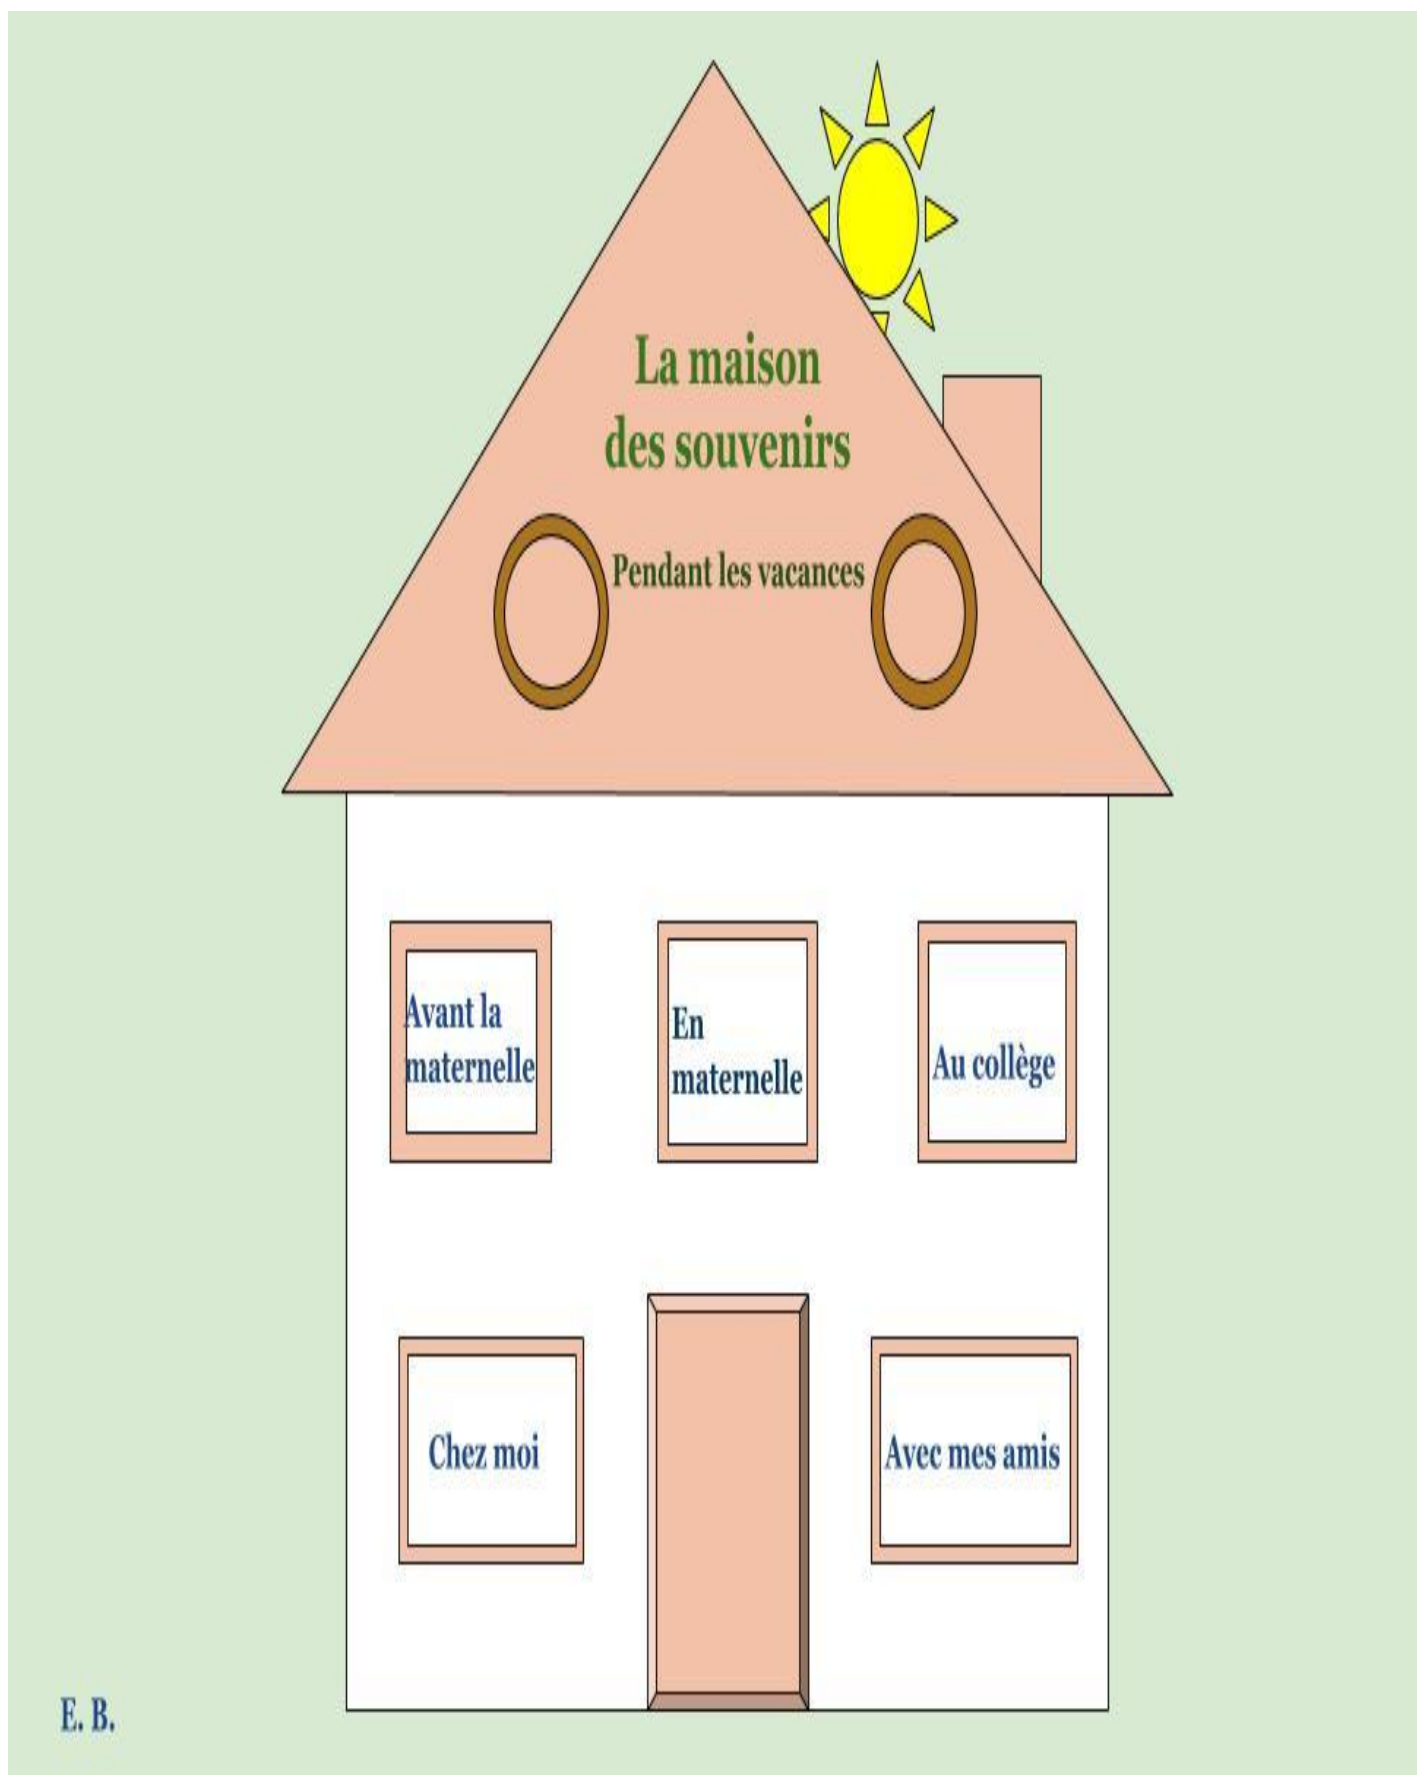 La maison
des souvenirs
Pendant les vacances
Avant la
maternelle
En
maternelle
Au collège
Chez moi
Avec mes amis
E. B.